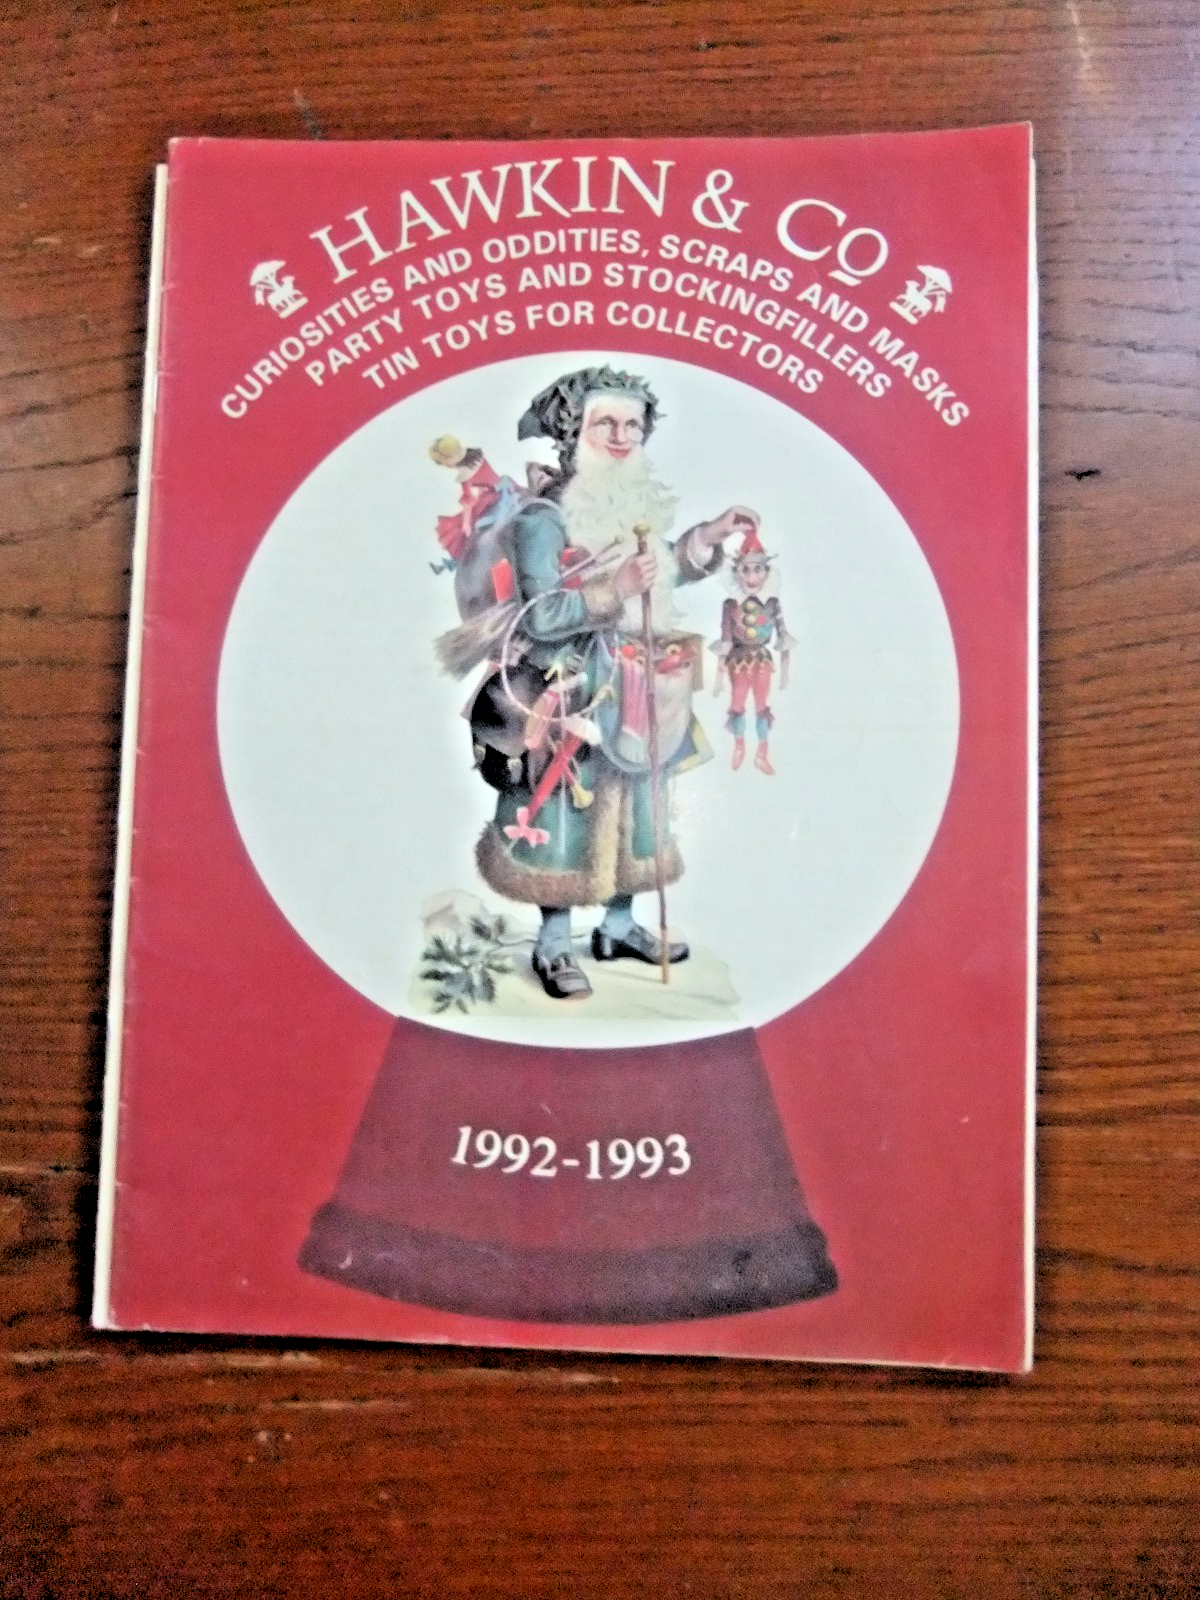 HAWKIN & CO
CURIOSITIES AND ODDITIES, SCRAPS AND MASKS
PARTY TOYS AND STOCKINGFILLERS
TIN TOYS FOR COLLECTORS
1992-1993